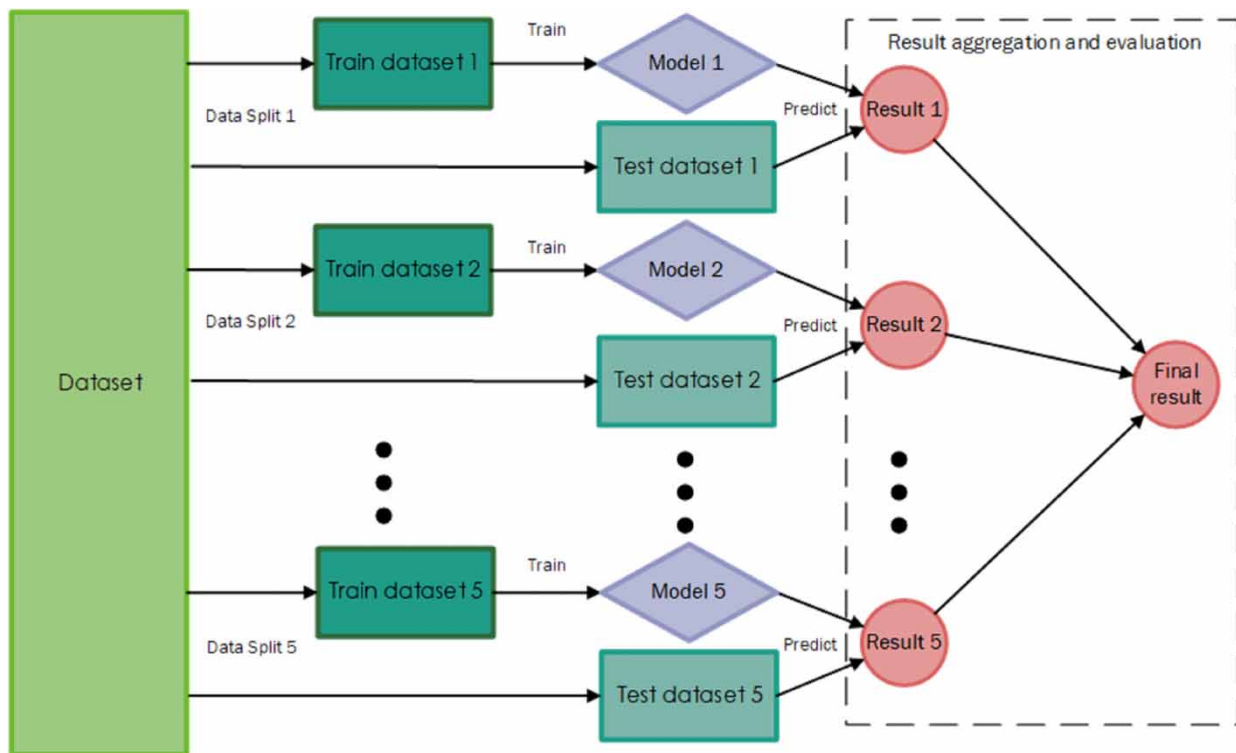 Result aggregation and evaluation
Dataset
Data Split 1
Train dataset 1
Train
Model 1
Test dataset 1
Predict
Result 1
Data Split 2
Train dataset 2
Train
Model 2
Test dataset 2
Predict
Result 2
Data Split 5
Train dataset 5
Train
Model 5
Test dataset 5
Predict
Result 5
Final
result